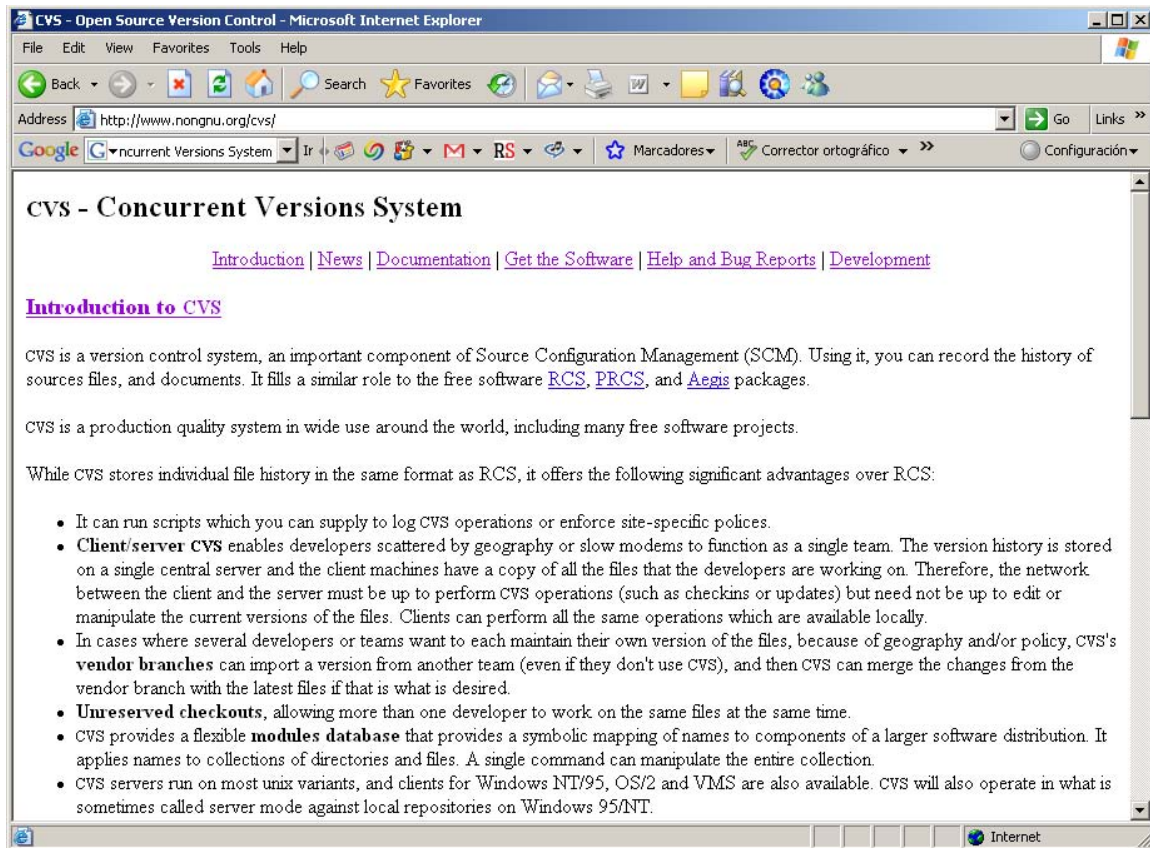 CVS - Open Source Version Control - Microsoft Internet Explorer
File Edit View Favorites Tools Help
Back Search Favorites
Address http://www.nongnu.org/cvs/ Go Links »
Google G ncurrent Versions System Ir RS Marcadores ABC Corrector ortográfico » Configuración
CVS - Concurrent Versions System
Introduction | News | Documentation | Get the Software | Help and Bug Reports | Development
Introduction to CVS
CVS is a version control system, an important component of Source Configuration Management (SCM). Using it, you can record the history of
sources files, and documents. It fills a similar role to the free software RCS, PRCS, and Aegis packages.
CVS is a production quality system in wide use around the world, including many free software projects.
While CVS stores individual file history in the same format as RCS, it offers the following significant advantages over RCS:
• It can run scripts which you can supply to log CVS operations or enforce site-specific polices.
• Client/server CVS enables developers scattered by geography or slow modems to function as a single team. The version history is stored
on a single central server and the client machines have a copy of all the files that the developers are working on. Therefore, the network
between the client and the server must be up to perform CVS operations (such as checkins or updates) but need not be up to edit or
manipulate the current versions of the files. Clients can perform all the same operations which are available locally.
• In cases where several developers or teams want to each maintain their own version of the files, because of geography and/or policy, CVS's
vendor branches can import a version from another team (even if they don't use CVS), and then CVS can merge the changes from the
vendor branch with the latest files if that is what is desired.
• Unreserved checkouts, allowing more than one developer to work on the same files at the same time.
• CVS provides a flexible modules database that provides a symbolic mapping of names to components of a larger software distribution. It
applies names to collections of directories and files. A single command can manipulate the entire collection.
• CVS servers run on most unix variants, and clients for Windows NT/95, OS/2 and VMS are also available. CVS will also operate in what is
sometimes called server mode against local repositories on Windows 95/NT.
Internet